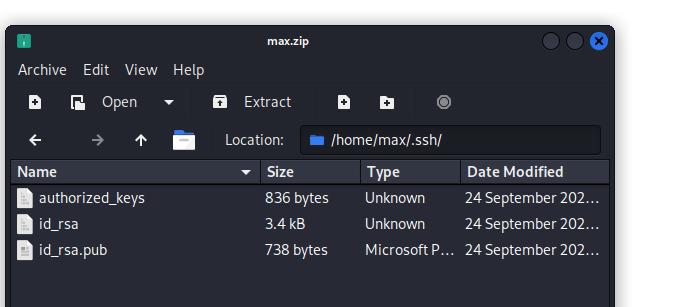 max.zip
Archive Edit View Help
Open Extract
Location: /home/max/.ssh/
Name Size Type Date Modified
authorized_keys 836 bytes Unknown 24 September 202...
id_rsa 3.4 kB Unknown 24 September 202...
id_rsa.pub 738 bytes Microsoft P... 24 September 202...